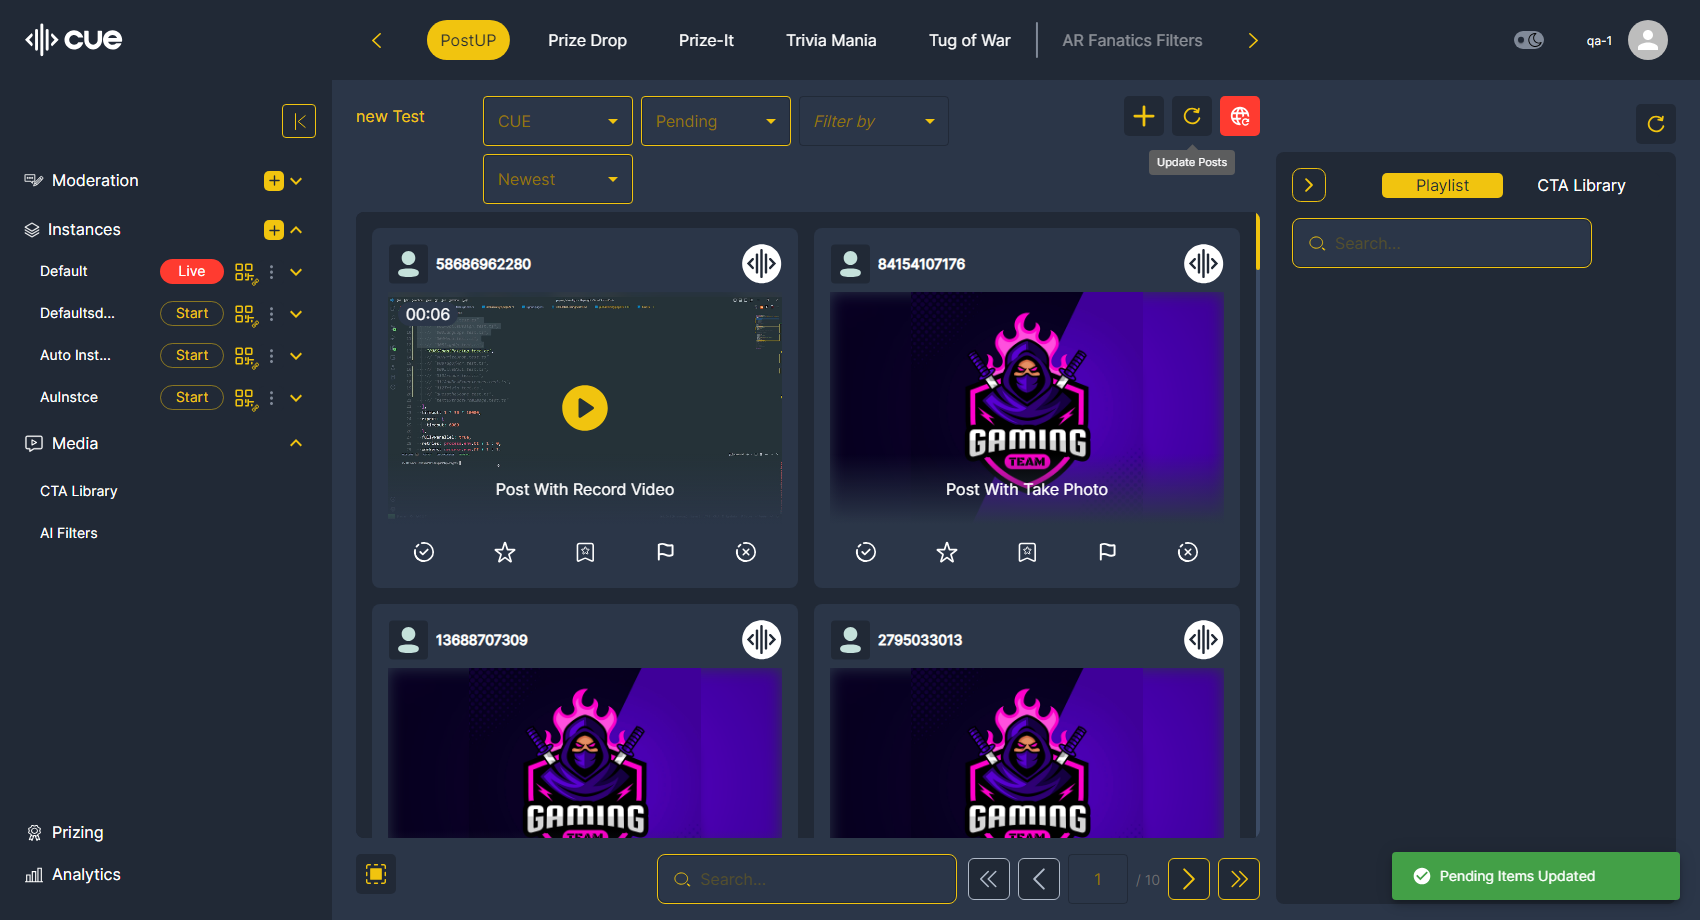 cue
PostUP
Prize Drop
Prize-It
Trivia Mania
Tug of War
AR Fanatics Filters
qa-1
new Test
CUE
Pending
Filter by
Newest
Update Posts
Moderation
Instances
Default
Live
Defaultsd...
Start
Auto Inst...
Start
AuInstce
Start
Media
CTA Library
AI Filters
Prizing
Analytics
58686962280
00:06
Post With Record Video
84154107176
GAMING
TEAM
Post With Take Photo
13688707309
GAMING
2795033013
GAMING
Search...
1
/ 10
Playlist
CTA Library
Search...
Pending Items Updated